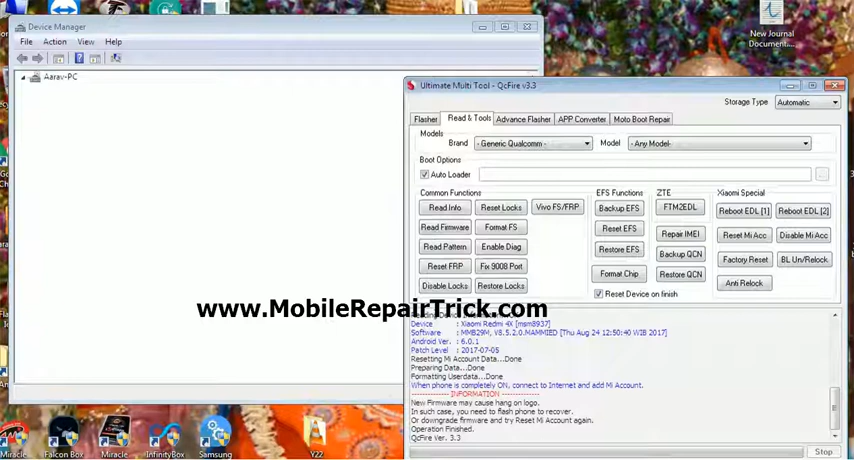 New Journal
Document....
Device Manager
File Action View Help
Aarav-PC
Ultimate Multi Tool - QcFire v3.3
Storage Type Automatic
Flasher Read & Tools Advance Flasher APP Converter Moto Boot Repair
Models
Brand - Generic Qualcomm - Model - Any Model-
Boot Options
Auto Loader ...
Common Functions EFS Functions ZTE Xiaomi Special
Read Info Reset Locks Vivo FS/FRP Backup EFS FTM2EDL Reboot EDL [1] Reboot EDL [2]
Read Firmware Format FS Reset EFS Repair IMEI Reset Mi Acc Disable Mi Acc
Read Pattern Enable Diag Restore EFS Backup QCN Factory Reset BL Un/Relock
Reset FRP Fix 9008 Port Format Chip Restore QCN Anti Relock
Disable Locks Restore Locks Reset Device on finish
www.MobileRepairTrick.com
Device : Xiaomi Redmi 4X [msm8937]
Software : MMB29M, V8.5.2.0.MAMMIED [Thu Aug 24 12:50:40 WIB 2017]
Android Ver. : 6.0.1
Patch Level : 2017-07-05
Resetting Mi Account Data...Done
Preparing Data...Done
Formatting Userdata...Done
When phone is completely ON, connect to Internet and add Mi Account.
-------------- INFORMATION --------------
New Firmware may cause hang on logo.
In such case, you need to flash phone to recover.
Or downgrade firmware and try Reset Mi Account again.
Operation Finished.
QcFire Ver. 3.3
Stop
Miracle Falcon Box Miracle InfinityBox Samsung Y22